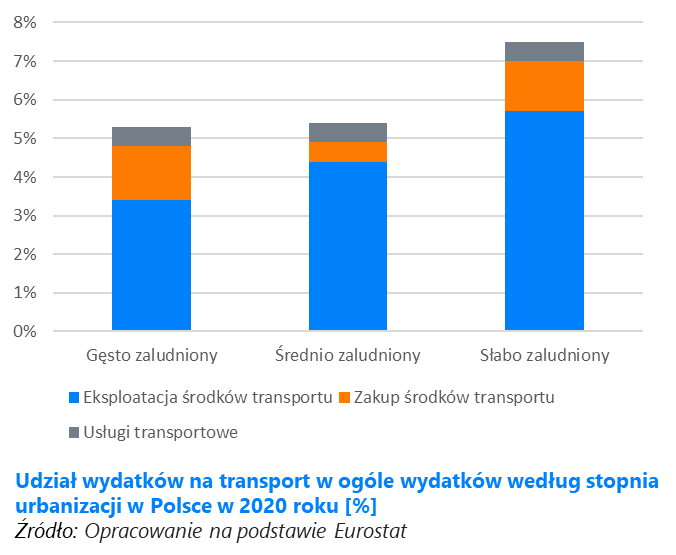 8%
7%
6%
5%
4%
3%
2%
1%
0%
Gęsto zaludniony Średnio zaludniony Słabo zaludniony
Eksploatacja środków transportu Zakup środków transportu
Usługi transportowe
Udział wydatków na transport w ogóle wydatków według stopnia
urbanizacji w Polsce w 2020 roku [%]
Źródło: Opracowanie na podstawie Eurostat